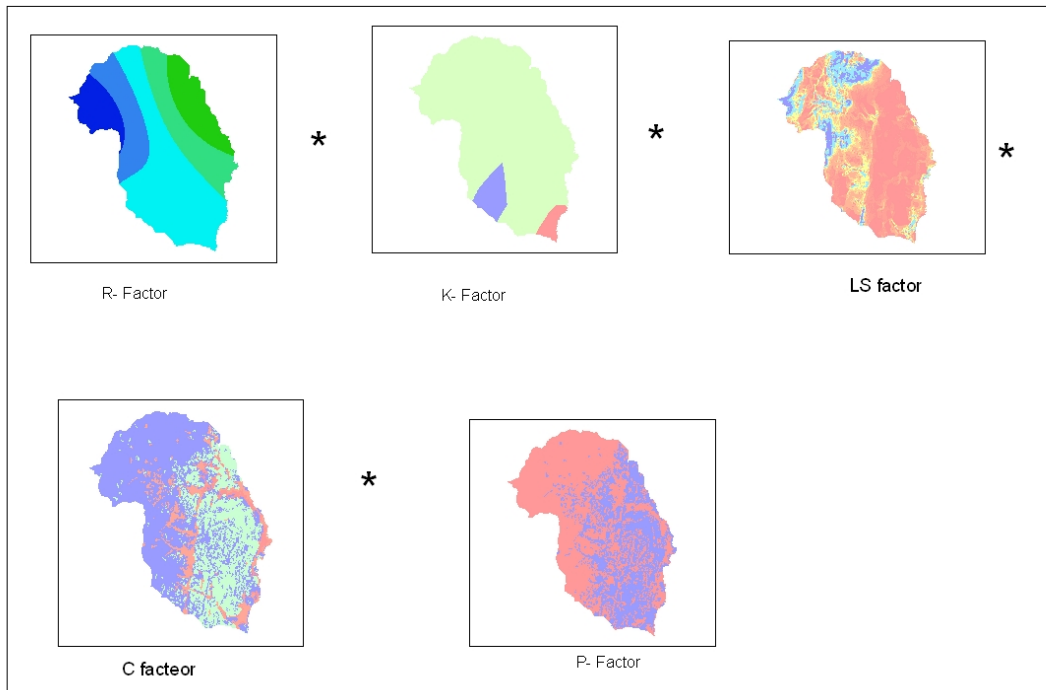 *
*
*
R- Factor
K- Factor
LS factor
*
C facteor
P- Factor